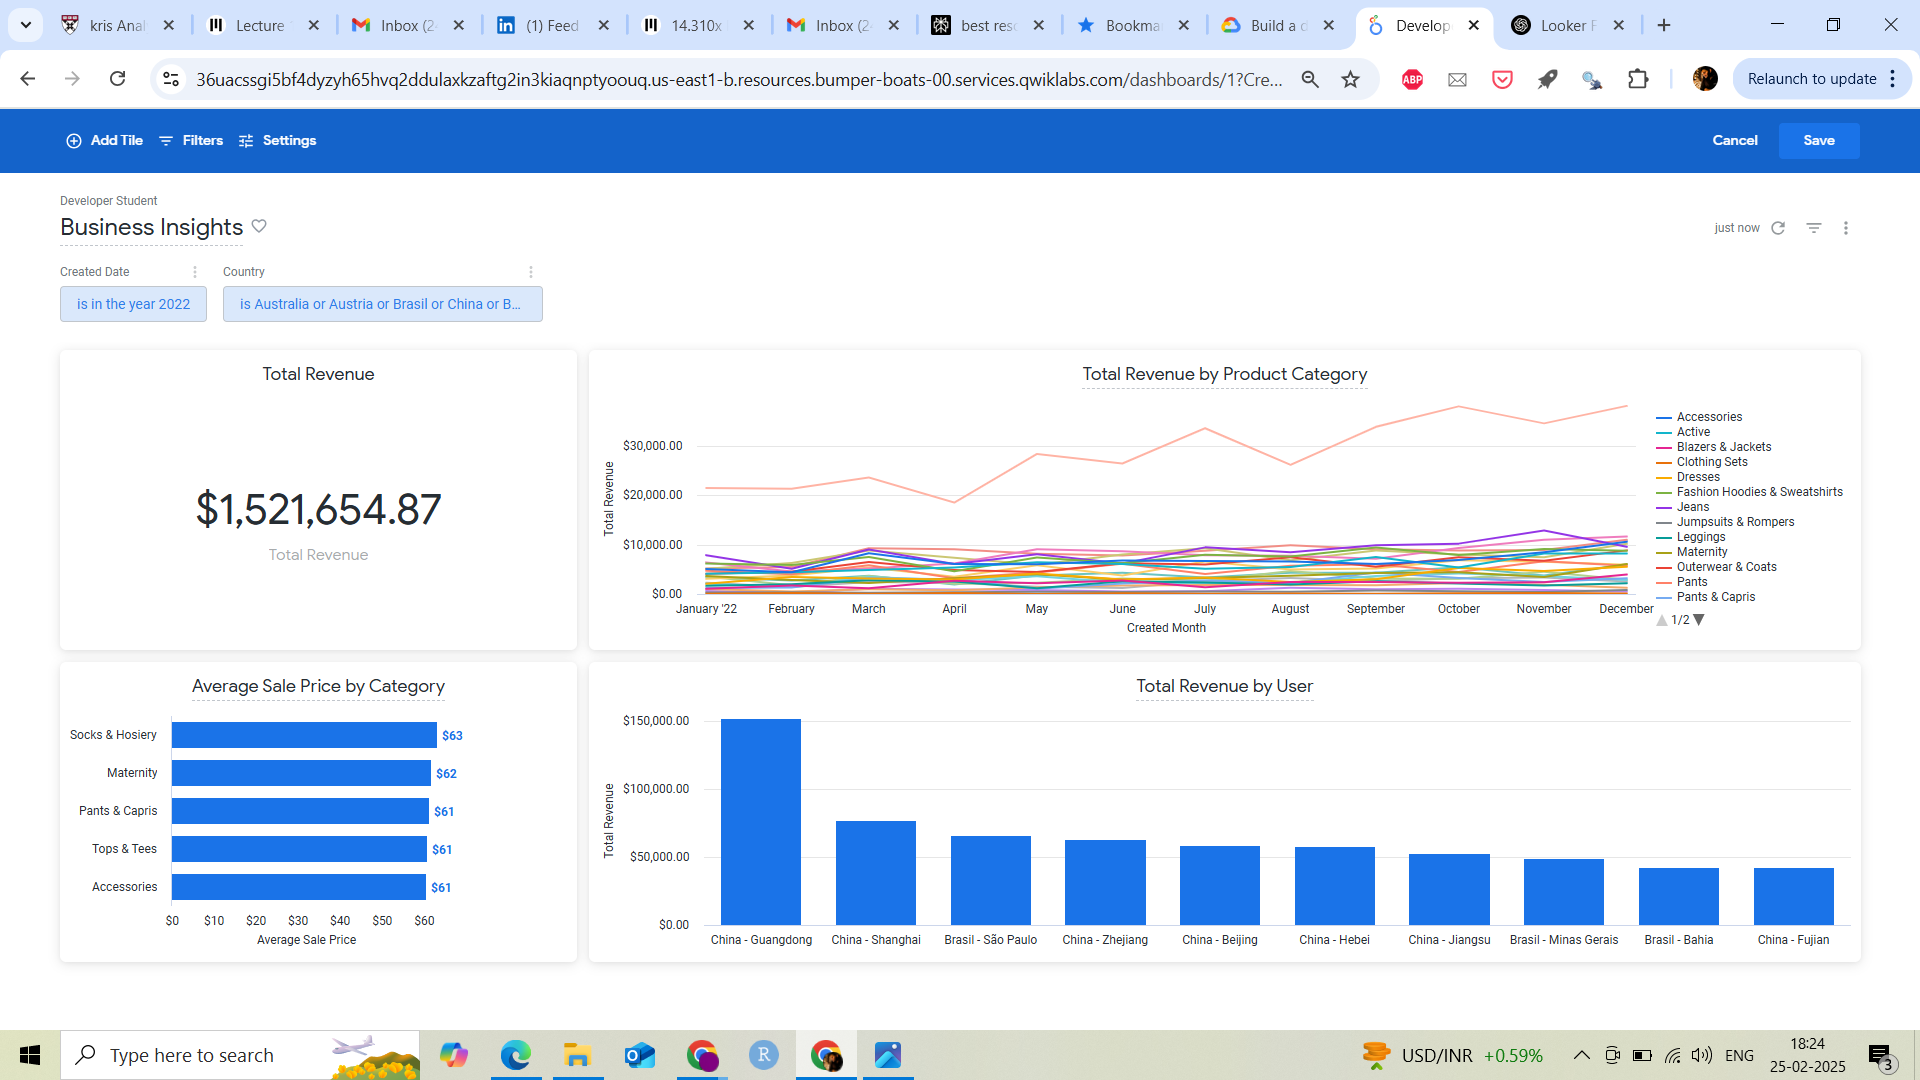 kris Anal
Lecture
Inbox (24
(1) Feed
14.310x
Inbox (24
best reso
Bookmar
Build a d
Develop
Looker F
36uacssgi5bf4dyzyh65hvq2ddulaxkzaftg2in3kiaqnptyoouq.us-east1-b.resources.bumper-boats-00.services.qwiklabs.com/dashboards/1?Cre...
ABP
Relaunch to update
Add Tile
Filters
Settings
Cancel
Save
Developer Student
Business Insights
just now
Created Date
Country
is in the year 2022
is Australia or Austria or Brasil or China or B...
Total Revenue
$1,521,654.87
Total Revenue
Total Revenue by Product Category
Total Revenue
$30,000.00
$20,000.00
$10,000.00
$0.00
January '22
February
March
April
May
June
July
August
September
October
November
December
Created Month
Accessories
Active
Blazers & Jackets
Clothing Sets
Dresses
Fashion Hoodies & Sweatshirts
Jeans
Jumpsuits & Rompers
Leggings
Maternity
Outerwear & Coats
Pants
Pants & Capris
1/2
Average Sale Price by Category
Socks & Hosiery
$63
Maternity
$62
Pants & Capris
$61
Tops & Tees
$61
Accessories
$61
$0
$10
$20
$30
$40
$50
$60
Average Sale Price
Total Revenue by User
Total Revenue
$150,000.00
$100,000.00
$50,000.00
$0.00
China - Guangdong
China - Shanghai
Brasil - São Paulo
China - Zhejiang
China - Beijing
China - Hebei
China - Jiangsu
Brasil - Minas Gerais
Brasil - Bahia
China - Fujian
Type here to search
R
USD/INR +0.59%
ENG
18:24
25-02-2025
3